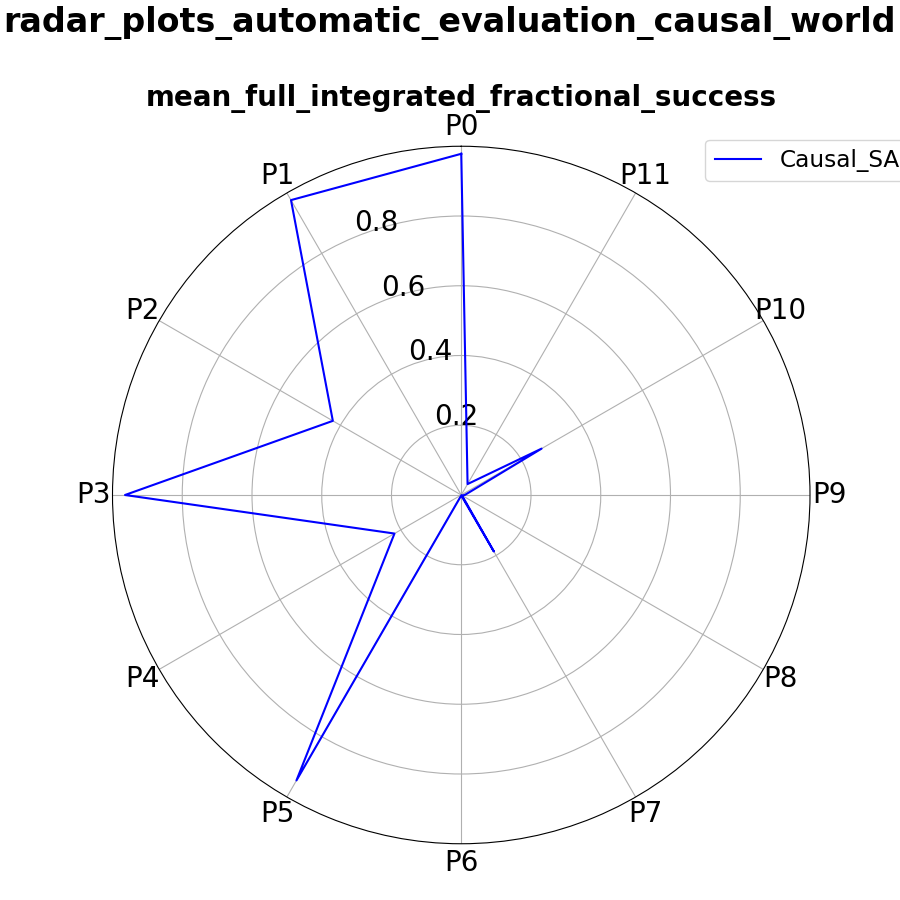 radar_plots_automatic_evaluation_causal_world
mean_full_integrated_fractional_success
P0
P1
P11
Causal_SA
0.8
0.6
P2
P10
0.4
0.2
P3
P9
P4
P8
P5
P7
P6